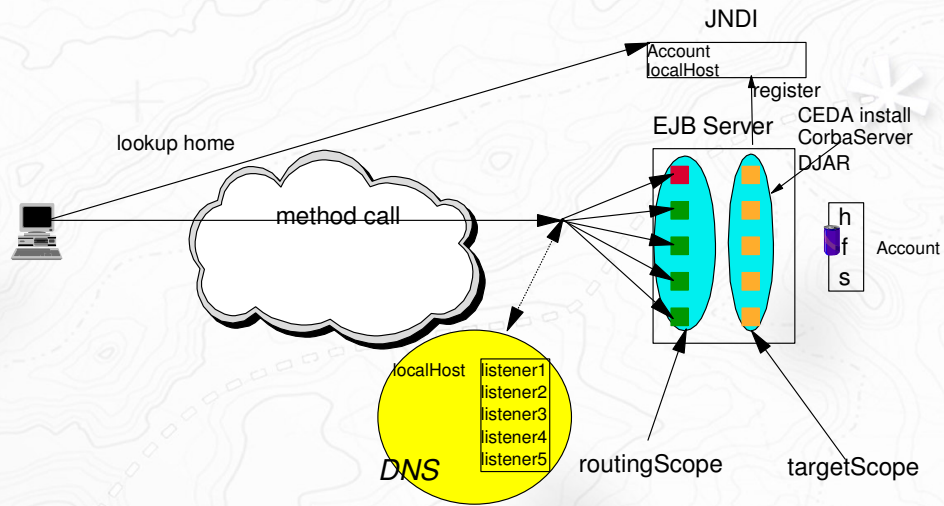 JNDI
Account
localHost
register
EJB Server
CEDA install
CorbaServer
DJAR
lookup home
method call
h
f
s
Account
localHost
listener1
listener2
listener3
listener4
listener5
DNS
routingScope
targetScope